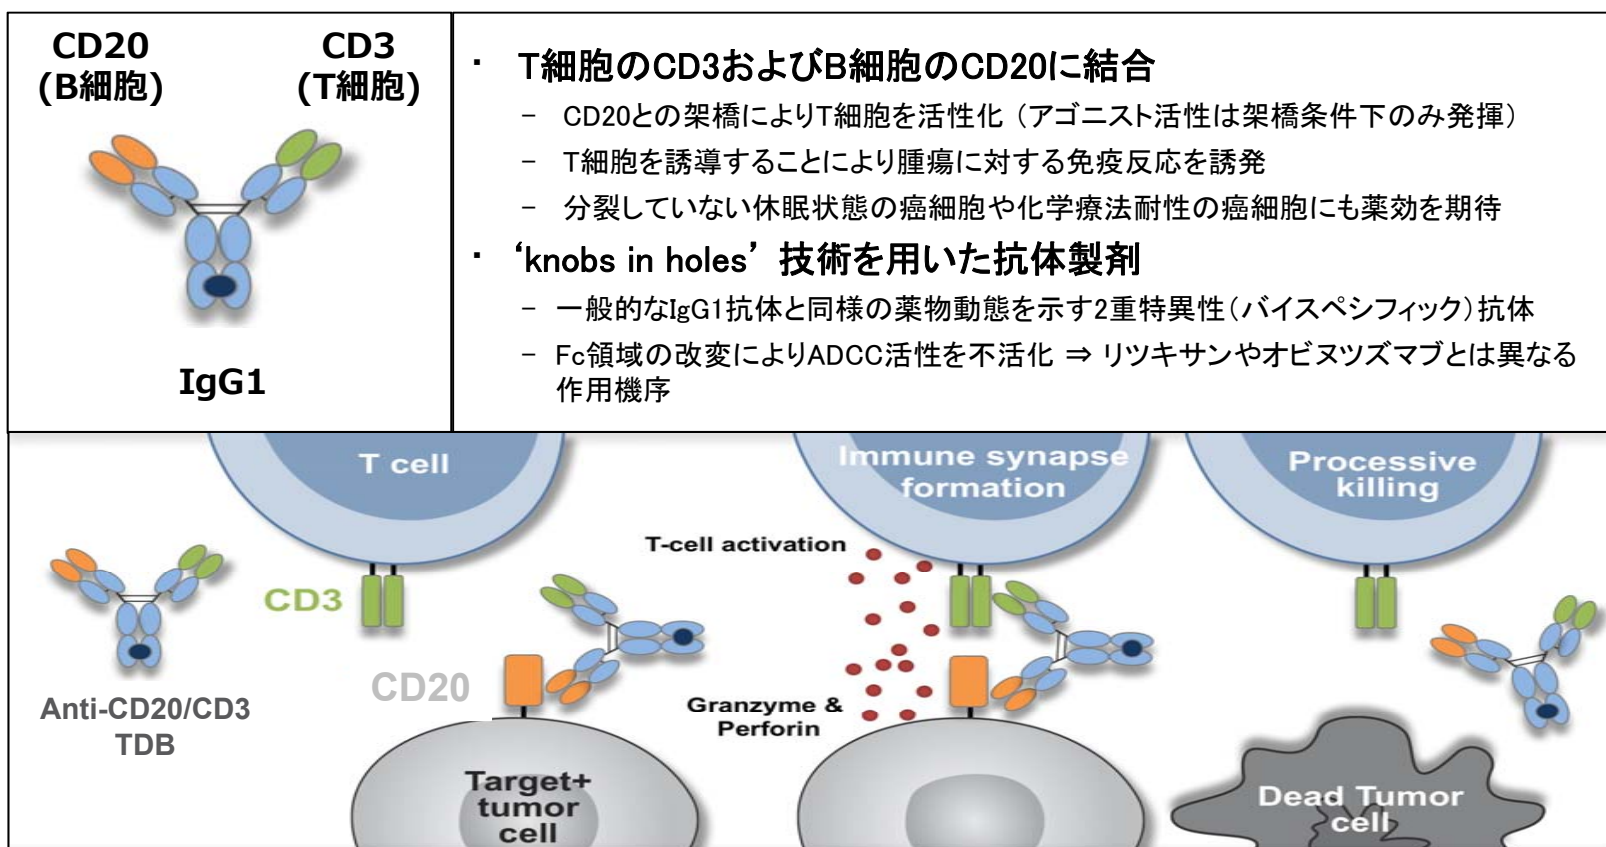 CD20
(B細胞)
CD3
(T細胞)
IgG1
・ T細胞のCD3およびB細胞のCD20に結合
− CD20との架橋によりT細胞を活性化（アゴニスト活性は架橋条件下のみ発揮）
− T細胞を誘導することにより腫瘍に対する免疫反応を誘発
− 分裂していない休眠状態の癌細胞や化学療法耐性の癌細胞にも薬効を期待
・ ‘knobs in holes’ 技術を用いた抗体製剤
− 一般的なIgG1抗体と同様の薬物動態を示す2重特異性（バイスペシフィック）抗体
− Fc領域の改変によりADCC活性を不活化 ⇒ リツキサンやオビヌツズマブとは異なる
作用機序
Anti-CD20/CD3
TDB
T cell
CD3
CD20
Target+
tumor
cell
Immune synapse
formation
T-cell activation
Granzyme &
Perforin
Processive
killing
Dead Tumor
cell